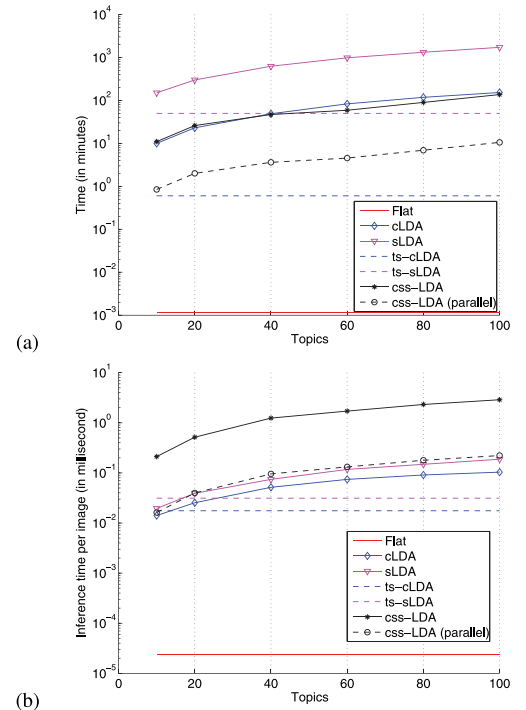 10^4
10^3
10^2
10^1
10^0
10^-1
10^-2
10^-3
Time (in minutes)
0 20 40 60 80 100
Topics
Flat
cLDA
sLDA
ts-cLDA
ts-sLDA
css-LDA
css-LDA (parallel)
(a)
10^1
10^0
10^-1
10^-2
10^-3
10^-4
10^-5
Inference time per image (in millisecond)
0 20 40 60 80 100
Topics
Flat
cLDA
sLDA
ts-cLDA
ts-sLDA
css-LDA
css-LDA (parallel)
(b)